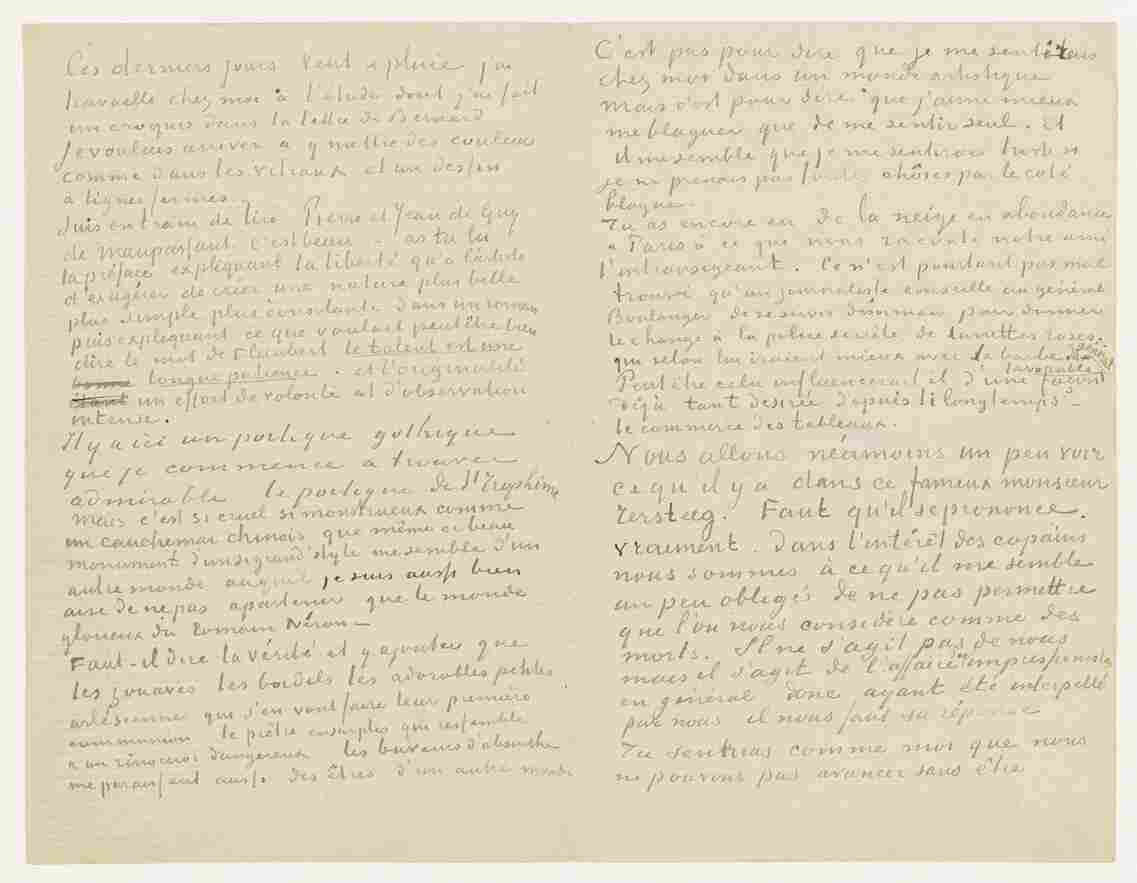 Ces derniers jours vent & pluie j'ai
travaillé chez moi à l'étude dont j'ai fait
un croquis dans la lettre de Bernard
Je voulais arriver à y mettre des couleurs
comme dans les vitraux et un dessin
à lignes fermes.
Suis en train de lire Pierre et Jean de Guy
de Maupassant c'est beau – as tu lu
la préface expliquant la liberté qu'a l'artiste
d'exagérer de créer une nature plus belle
plus simple plus consolante dans un roman
puis expliquant ce que voulait peutêtre bien
dire le mot de Flaubert le talent est une
longue patience – et l'originalité
un effort de volonté et d'observation
intense.
Il y a ici un portique gothique
que je commence à trouver
admirable le portique de St Trophime
mais c'est si cruel si monstrueux comme
un cauchemar chinois que même ce beau
monument d'un si grand style me semble d'un
autre monde auquel je suis aussi bien
aise de ne pas apartenir que le monde
glorieux du Romain Néron –
Faut-il dire la vérité et y ajouter que
les zouaves les bordels les adorables petites
arlésiennes qui s'en vont faire leur première
communion le prêtre en surplis qui ressemble
à un rinoceros dangereux les buveurs d'absinthe
me paraissent aussi des êtres d'un autre monde
C'est pas pour dire que je me sentirais
chez moi dans un monde artistique
mais c'est pour dire que j'aime mieux
me blaguer que de me sentir seul. Et
il me semble que je me sentirais triste si
je ne prenais pas toutes choses par le coté
blague.
Tu as encore eu de la neige en abondance
à Paris à ce que nous raconte notre ami
l'intransigeant. Ce n'est pourtant pas mal
trouvé qu'un journaliste conseille au général
Boulanger de se servir dorénavant pour donner
le change à la police secrète de lunettes roses.
qui selon lui iraient mieux avec la barbe du général
Peutêtre cela influencerait il d'une façon favorable
déjà tant désirée depuis si longtemps –
le commerce des tableaux.
Nous allons néamoins un peu voir
ce qu'il y a dans ce fameux monsieur
Tersteeg. Faut qu'il se prononce.
vraiment. Dans l'intérêt des copains
nous sommes à ce qu'il me semble
un peu obligés de ne pas permettre
que l'on nous considère comme des
morts. Il ne s'agit pas de nous
mais il s'agit de l'affaire impressionniste
en général donc ayant été interpellé
par nous il nous faut sa réponse
Tu sentiras comme moi que nous
ne pouvons pas avancer sans être